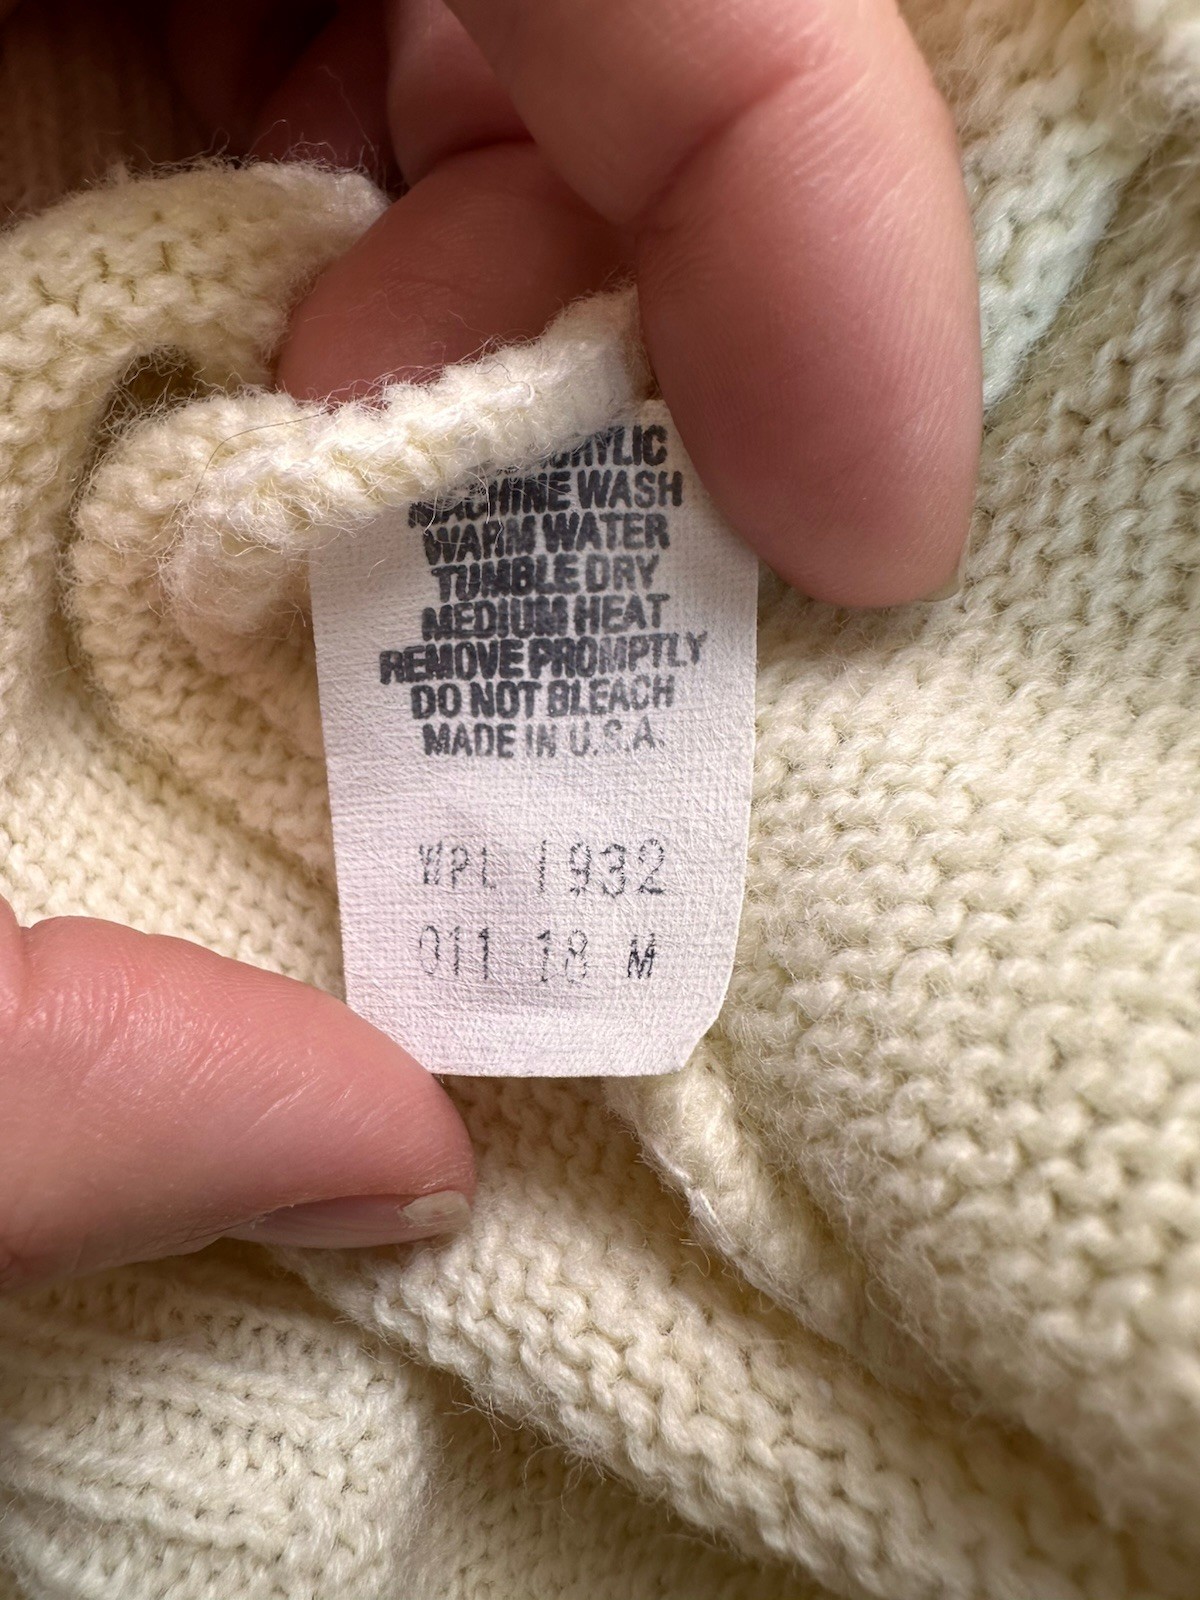 ACRYLIC
MACHINE WASH
WARM WATER
TUMBLE DRY
MEDIUM HEAT
REMOVE PROMPTLY
DO NOT BLEACH
MADE IN U.S.A.
WPL 1932
011 18 M